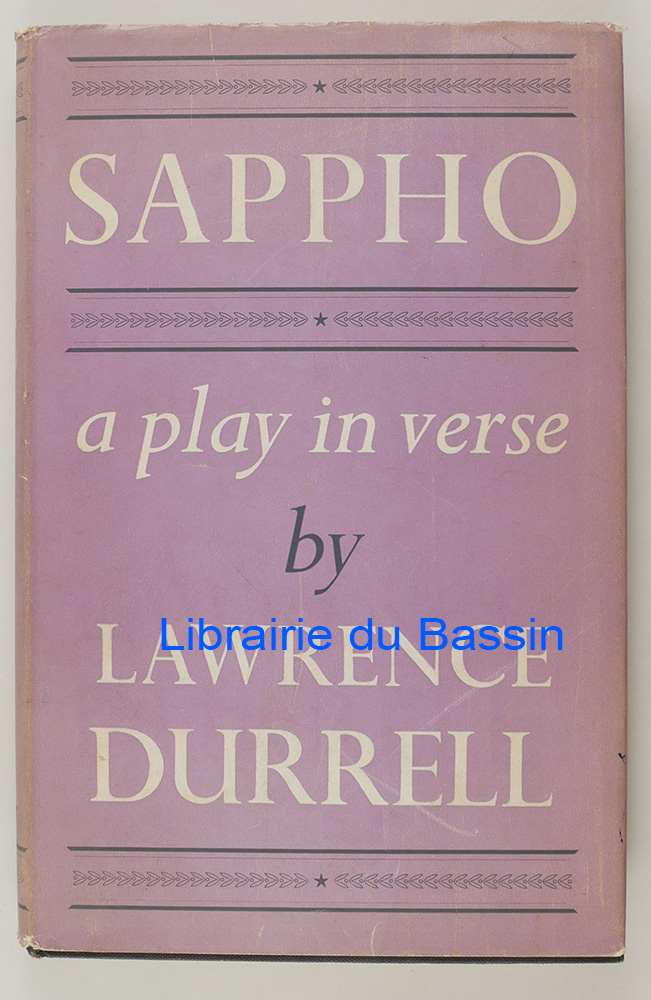 SAPPHO
a play in verse
by
Librairie du Bassin
LAWRENCE
DURRELL